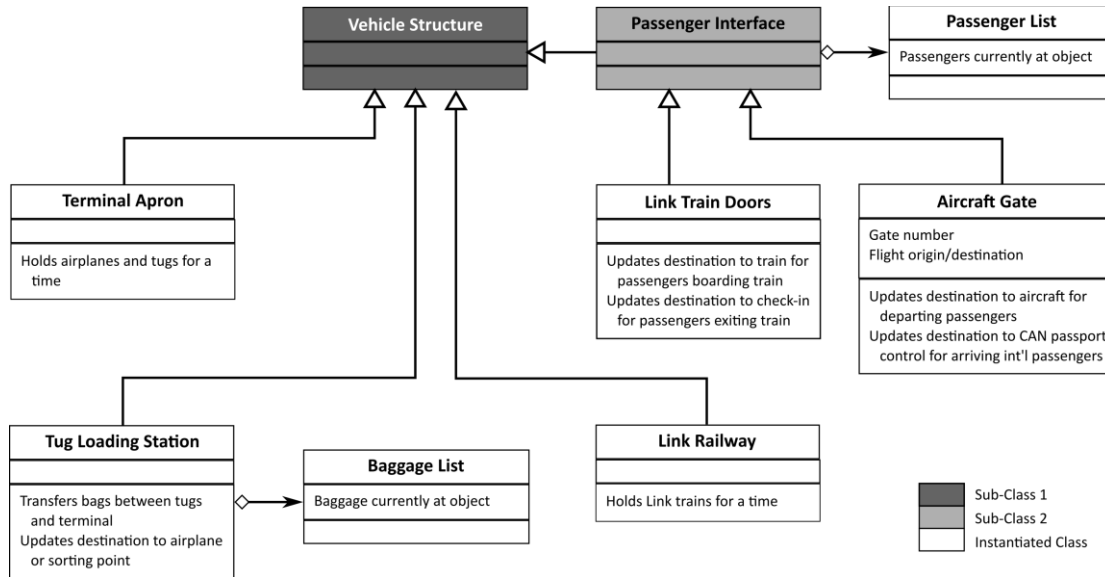 Vehicle Structure
Passenger Interface
Passenger List
Passengers currently at object
Terminal Apron
Holds airplanes and tugs for a
time
Link Train Doors
Updates destination to train for
passengers boarding train
Updates destination to check-in
for passengers exiting train
Aircraft Gate
Gate number
Flight origin/destination
Updates destination to aircraft for
departing passengers
Updates destination to CAN passport
control for arriving int'l passengers
Tug Loading Station
Transfers bags between tugs
and terminal
Updates destination to airplane
or sorting point
Baggage List
Baggage currently at object
Link Railway
Holds Link trains for a time
Sub-Class 1
Sub-Class 2
Instantiated Class